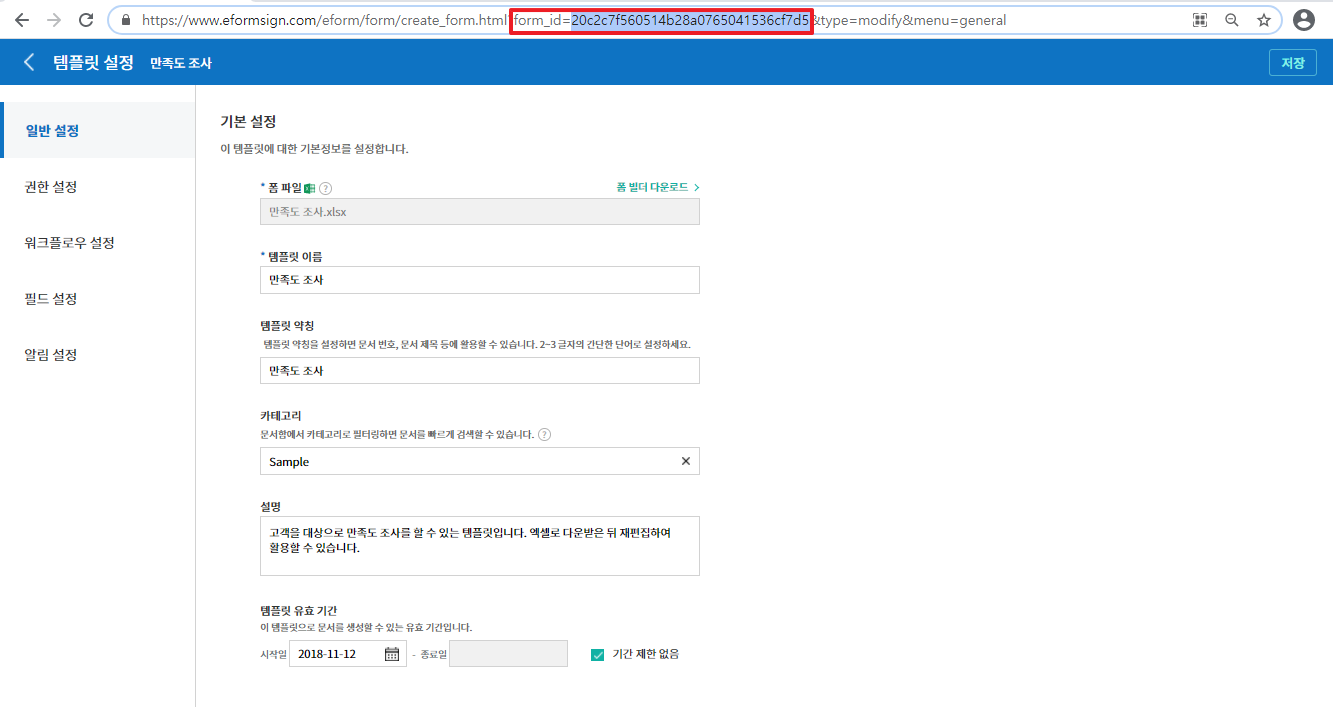 https://www.eformsign.com/eform/form/create_form.html?form_id=20c2c7f560514b28a0765041536cf7d5&type=modify&menu=general
템플릿 설정 만족도 조사 저장
일반 설정
권한 설정
워크플로우 설정
필드 설정
알림 설정
기본 설정
이 템플릿에 대한 기본정보를 설정합니다.
* 폼 파일 ? 폼 빌더 다운로드 >
만족도 조사.xlsx
* 템플릿 이름
만족도 조사
템플릿 약칭
템플릿 약칭을 설정하면 문서 번호, 문서 제목 등에 활용할 수 있습니다. 2~3 글자의 간단한 단어로 설정하세요.
만족도 조사
카테고리
문서함에서 카테고리로 필터링하면 문서를 빠르게 검색할 수 있습니다. ?
Sample
설명
고객을 대상으로 만족도 조사를 할 수 있는 템플릿입니다. 엑셀로 다운받은 뒤 재편집하여
활용할 수 있습니다.
템플릿 유효 기간
이 템플릿으로 문서를 생성할 수 있는 유효 기간입니다.
시작일 2018-11-12 - 종료일 기간 제한 없음